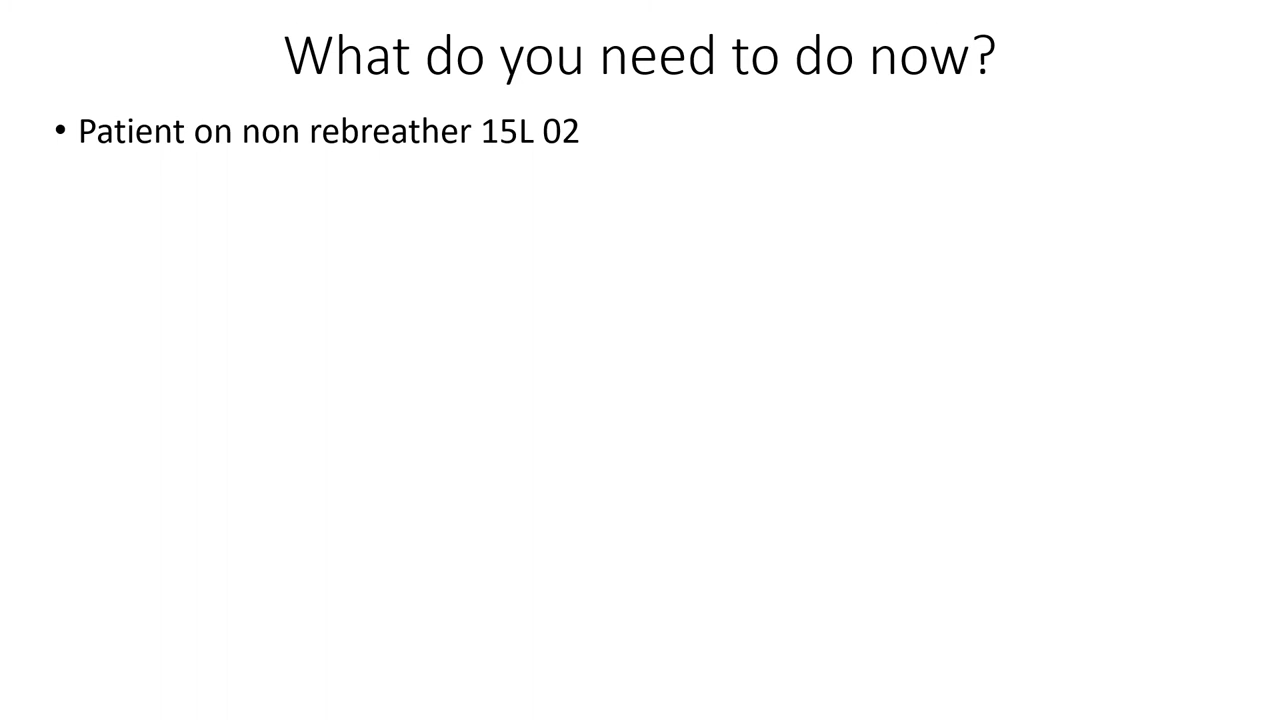 What do you need to do now?
• Patient on non rebreather 15L 02